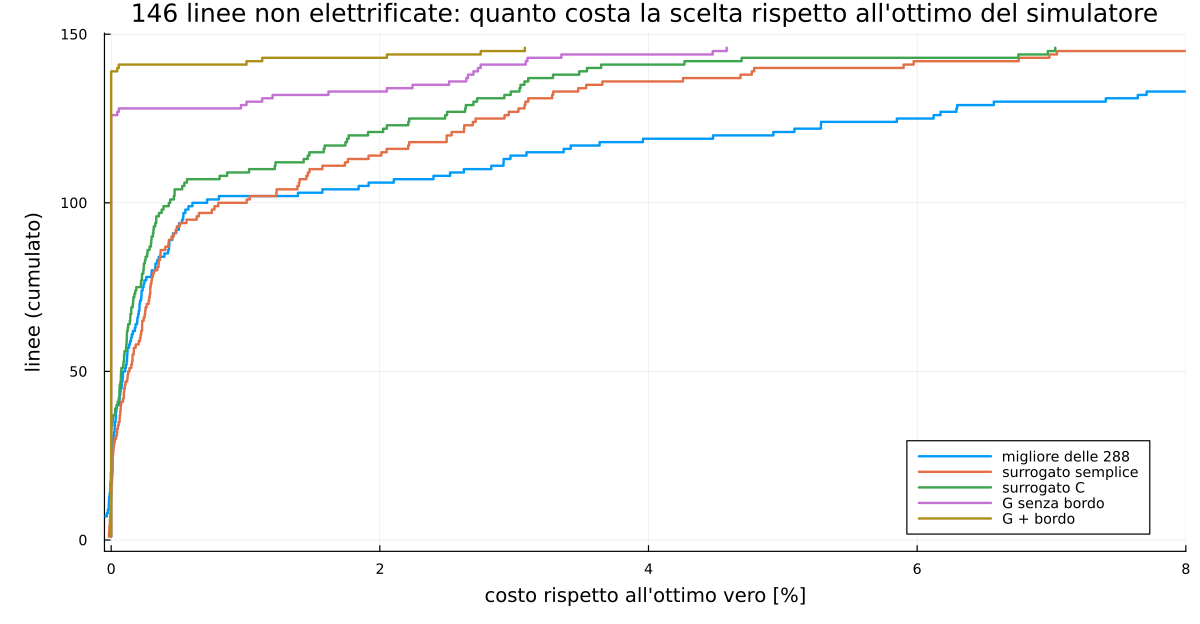 146 linee non elettrificate: quanto costa la scelta rispetto all'ottimo del simulatore
linee (cumulato)
150
100
50
0
0
2
4
6
8
costo rispetto all'ottimo vero [%]
migliore delle 288
surrogato semplice
surrogato C
G senza bordo
G + bordo